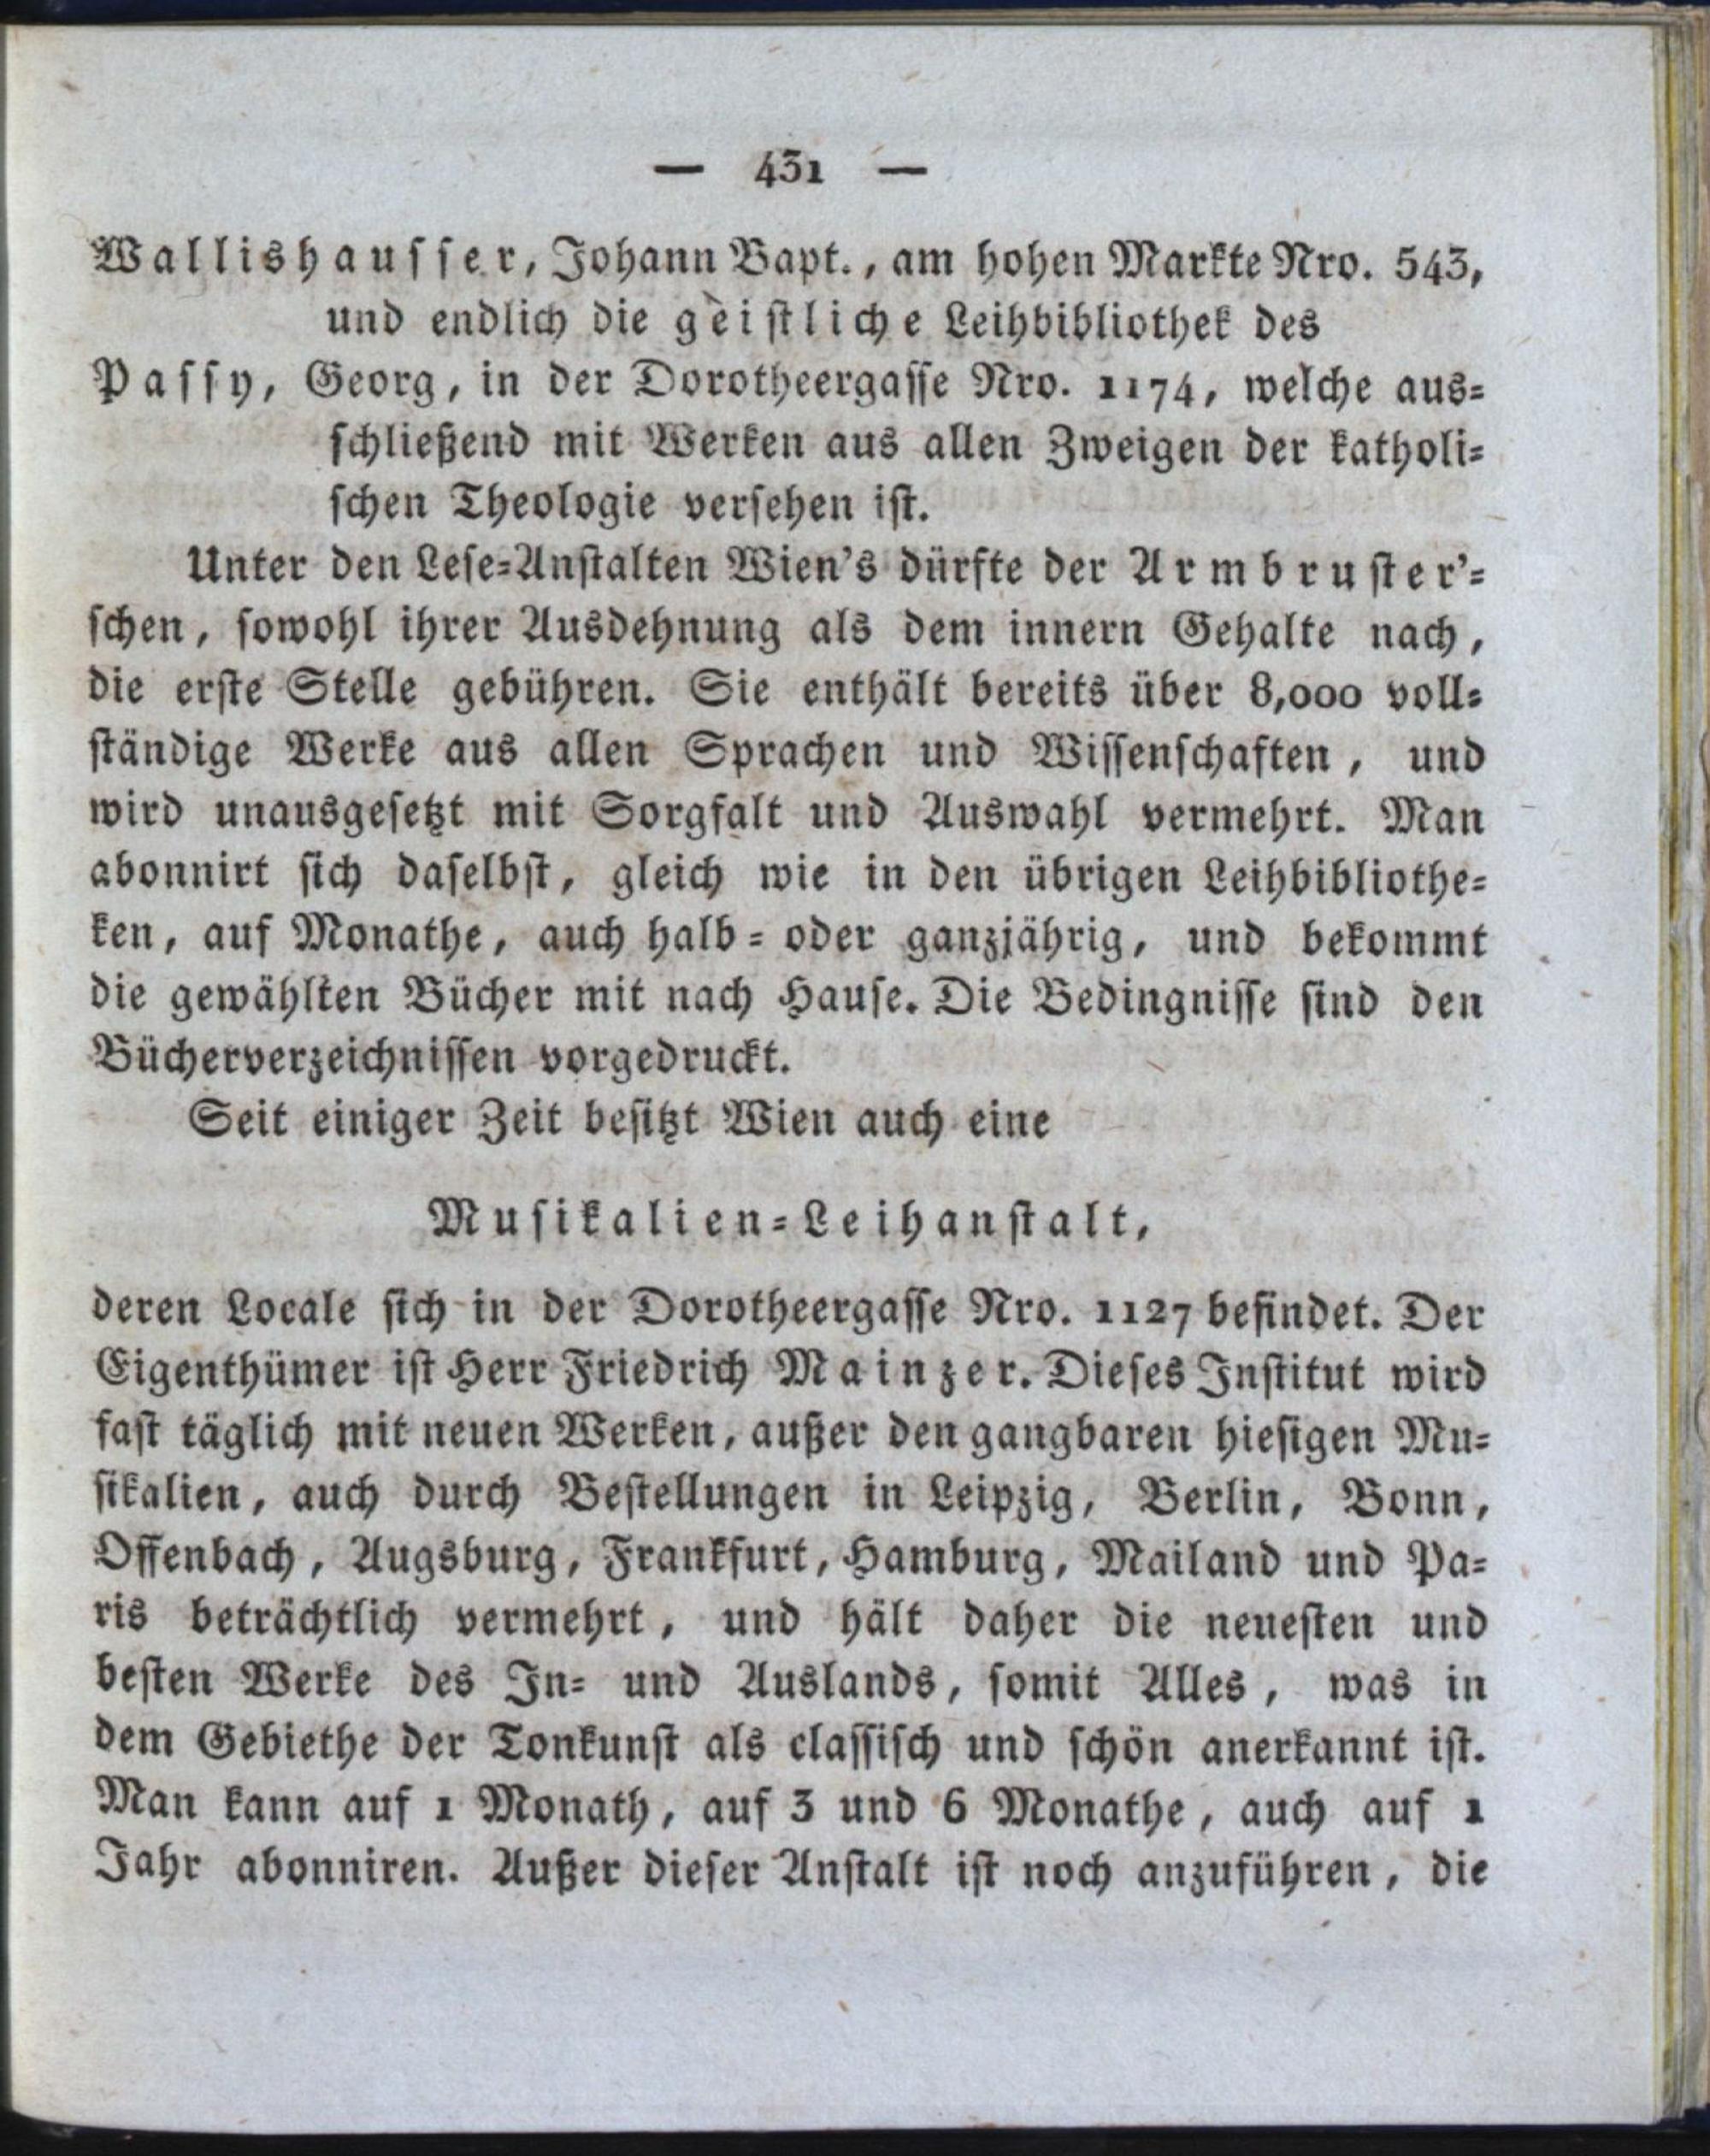 — 431 —
Wallishausser, Johann Bapt., am hohen Markte Nro. 543,
und endlich die geistliche Leihbibliothek des
Passy, Georg, in der Dorotheergasse Nro. 1174, welche aus-
schließend mit Werken aus allen Zweigen der katholi-
schen Theologie versehen ist.
Unter den Lese-Anstalten Wien's dürfte der Armbruster'-
schen, sowohl ihrer Ausdehnung als dem innern Gehalte nach,
die erste Stelle gebühren. Sie enthält bereits über 8,000 voll-
ständige Werke aus allen Sprachen und Wissenschaften, und
wird unausgesetzt mit Sorgfalt und Auswahl vermehrt. Man
abonnirt sich daselbst, gleich wie in den übrigen Leihbibliothe-
ken, auf Monathe, auch halb- oder ganzjährig, und bekommt
die gewählten Bücher mit nach Hause. Die Bedingnisse sind den
Bücherverzeichnissen vorgedruckt.
Seit einiger Zeit besitzt Wien auch eine
Musikalien-Leihanstalt,
deren Locale sich in der Dorotheergasse Nro. 1127 befindet. Der
Eigenthümer ist Herr Friedrich Mainzer. Dieses Institut wird
fast täglich mit neuen Werken, außer den gangbaren hiesigen Mu-
sikalien, auch durch Bestellungen in Leipzig, Berlin, Bonn,
Offenbach, Augsburg, Frankfurt, Hamburg, Mailand und Pa-
ris beträchtlich vermehrt, und hält daher die neuesten und
besten Werke des In- und Auslands, somit Alles, was in
dem Gebiethe der Tonkunst als classisch und schön anerkannt ist.
Man kann auf 1 Monath, auf 3 und 6 Monathe, auch auf 1
Jahr abonniren. Außer dieser Anstalt ist noch anzuführen, die